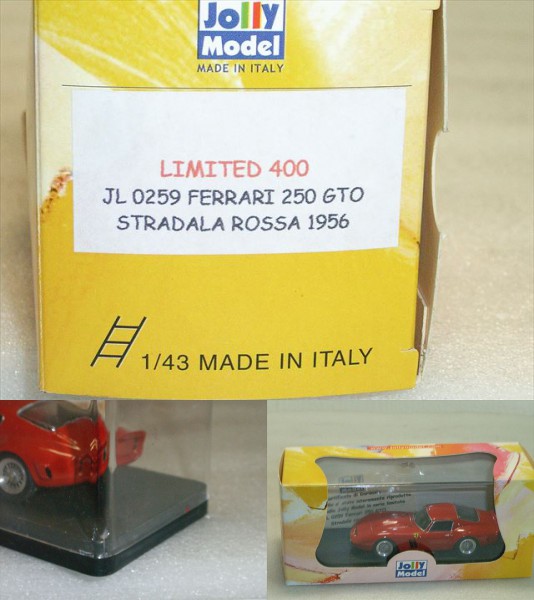 Jolly
Model
MADE IN ITALY
LIMITED 400
JL 0259 FERRARI 250 GTO
STRADALA ROSSA 1956
1/43 MADE IN ITALY
Jolly
Model